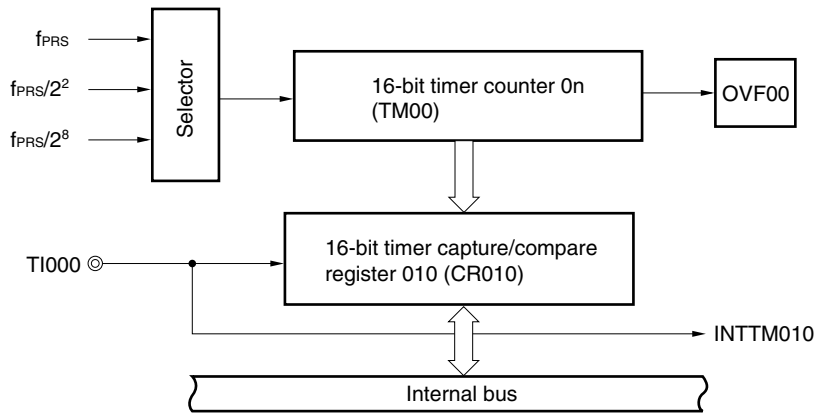 fPRS
fPRS/2²
fPRS/2⁸
Selector
16-bit timer counter 0n
(TM00)
OVF00
16-bit timer capture/compare
register 010 (CR010)
TI000
INTTM010
Internal bus